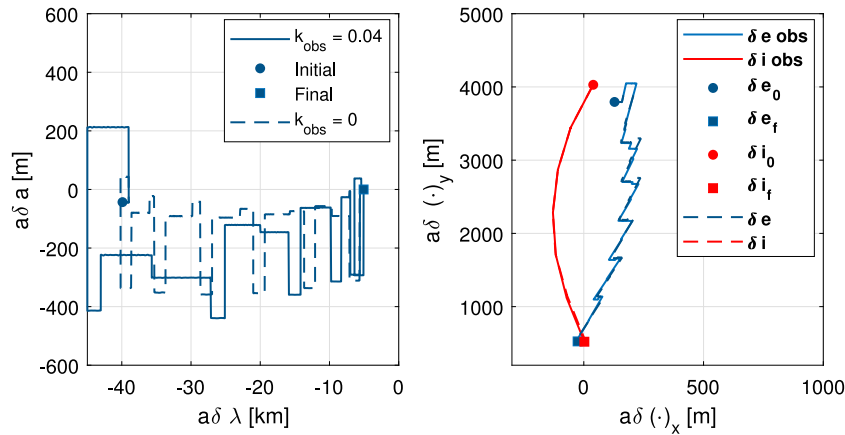 k_obs = 0.04
Initial
Final
k_obs = 0
600
400
200
0
-200
-400
-600
aδ a [m]
-40
-30
-20
-10
0
aδ λ [km]
δ e obs
δ i obs
δ e_0
δ e_f
δ i_0
δ i_f
δ e
δ i
5000
4000
3000
2000
1000
aδ (·)_y [m]
0
500
1000
aδ (·)_x [m]